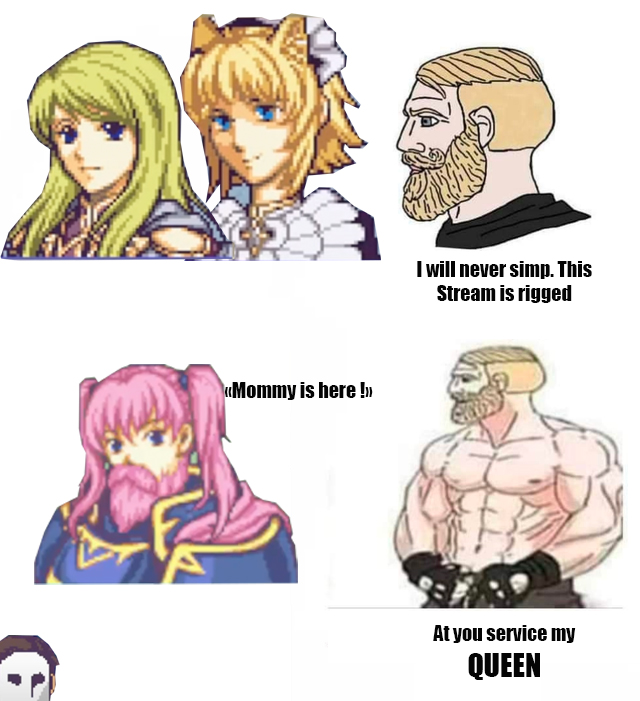 I will never simp. This
Stream is rigged
«Mommy is here !»
At you service my
QUEEN